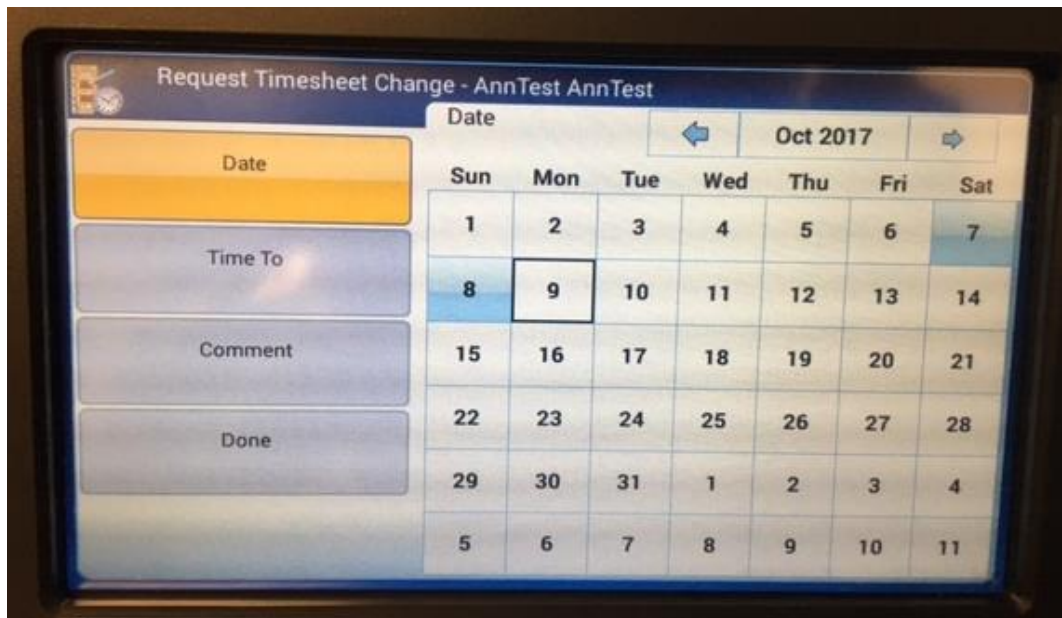 Request Timesheet Change - AnnTest AnnTest
Date
Time To
Comment
Done
Date
Oct 2017
Sun Mon Tue Wed Thu Fri Sat
1 2 3 4 5 6 7
8 9 10 11 12 13 14
15 16 17 18 19 20 21
22 23 24 25 26 27 28
29 30 31 1 2 3 4
5 6 7 8 9 10 11